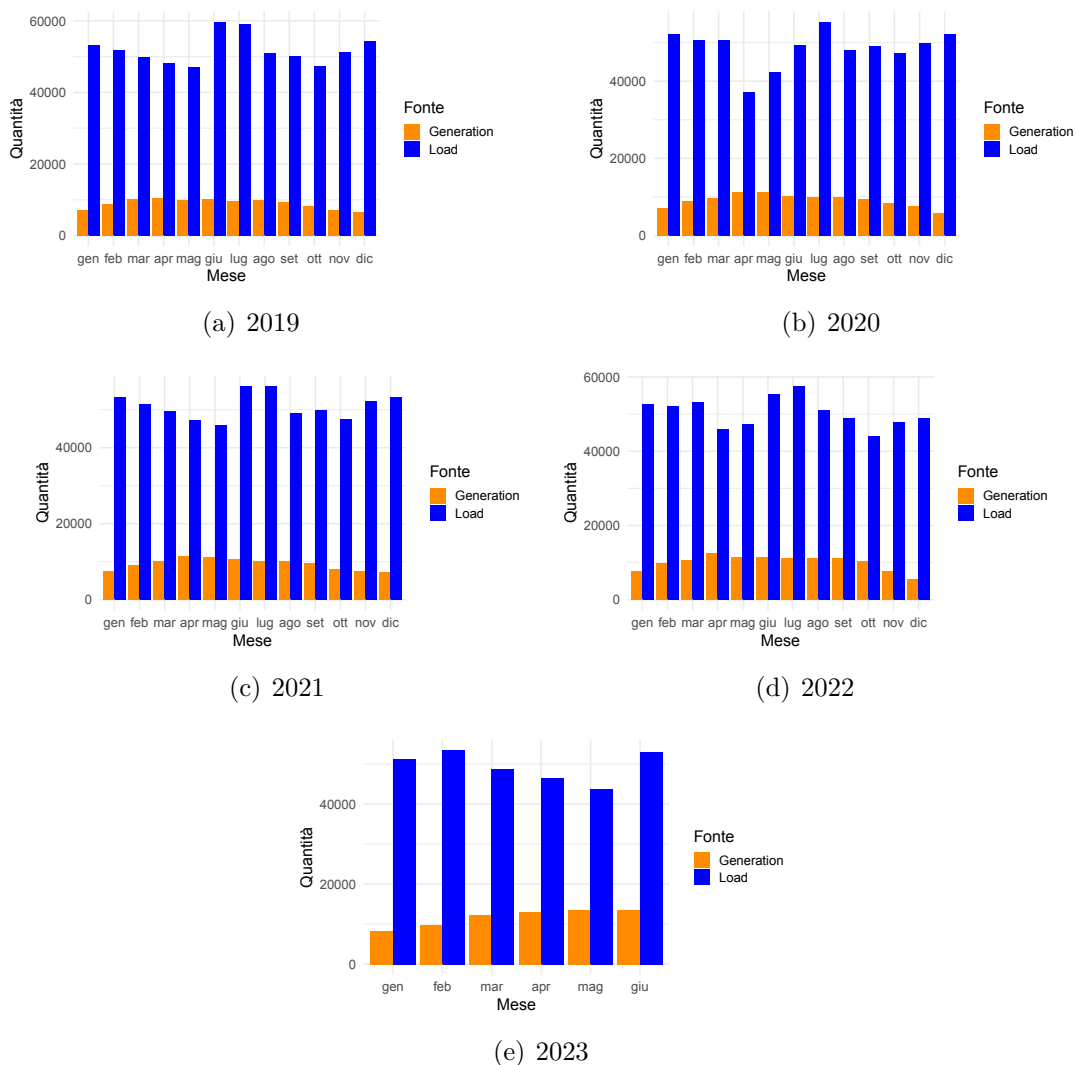 60000
40000
20000
0
Quantità
gen feb mar apr mag giu lug ago set ott nov dic
Mese
Fonte
Generation
Load
(a) 2019
40000
20000
0
Quantità
gen feb mar apr mag giu lug ago set ott nov dic
Mese
Fonte
Generation
Load
(b) 2020
40000
20000
0
Quantità
gen feb mar apr mag giu lug ago set ott nov dic
Mese
Fonte
Generation
Load
(c) 2021
60000
40000
20000
0
Quantità
gen feb mar apr mag giu lug ago set ott nov dic
Mese
Fonte
Generation
Load
(d) 2022
40000
20000
0
Quantità
gen feb mar apr mag giu
Mese
Fonte
Generation
Load
(e) 2023